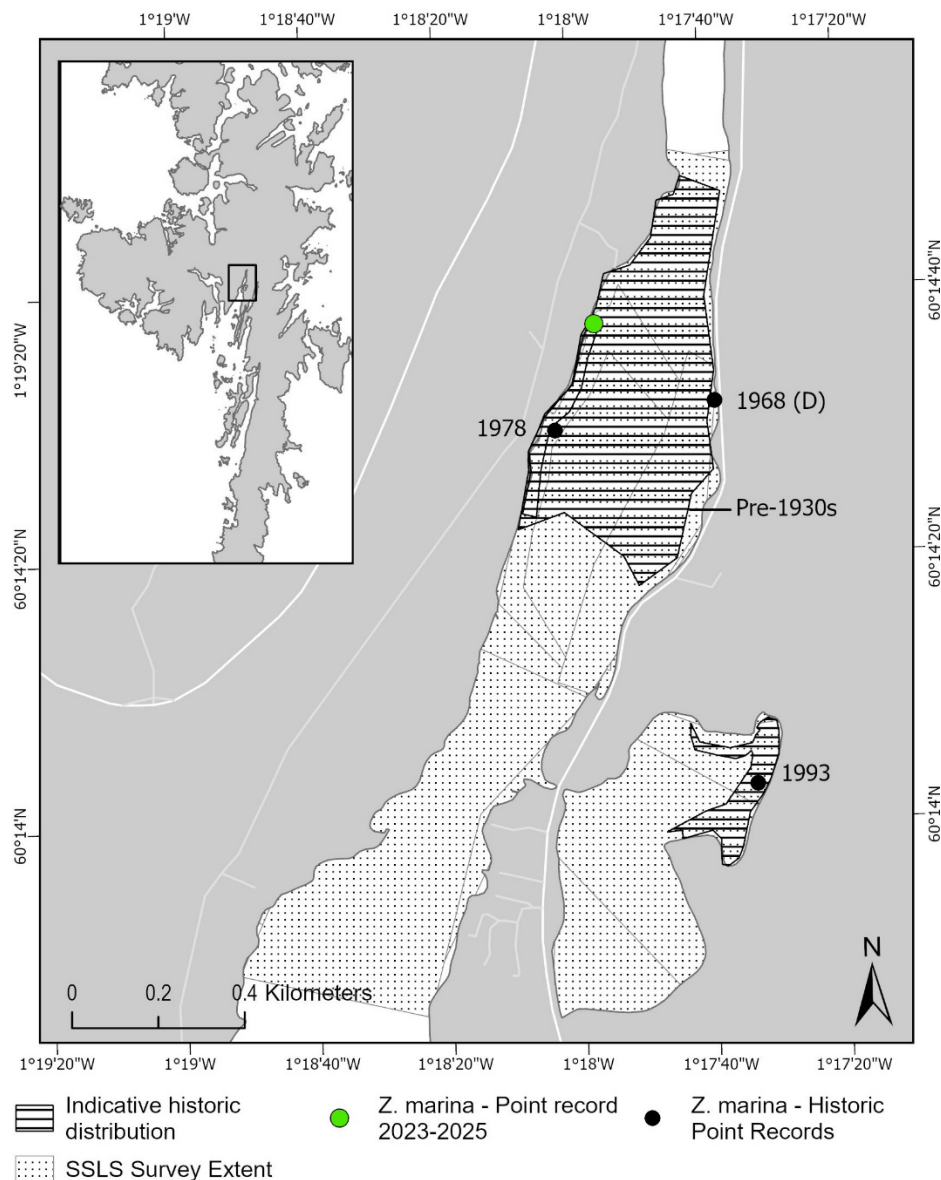 1°19'W 1°18'40"W 1°18'20"W 1°18'W 1°17'40"W 1°17'20"W
60°14'40"N
1°19'20"W
1968 (D)
1978
Pre-1930s
60°14'20"N
60°14'20"N
1993
60°14'N
60°14'N
N
0 0.2 0.4 Kilometers
1°19'20"W 1°19'W 1°18'40"W 1°18'20"W 1°18'W 1°17'40"W 1°17'20"W
Indicative historic
distribution
Z. marina - Point record
2023-2025
Z. marina - Historic
Point Records
SSLS Survey Extent